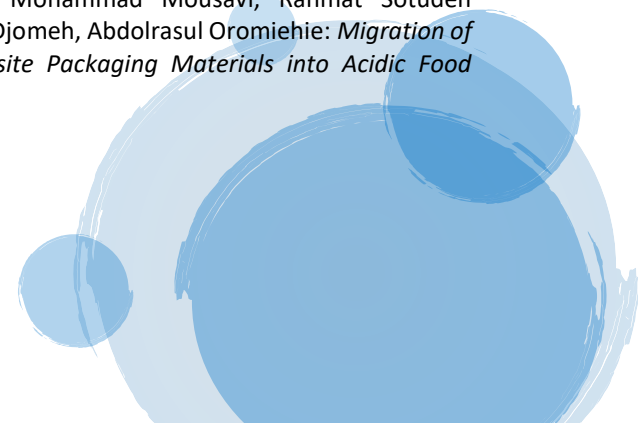 Mohammad Mousavi, Rahmat Sotudeh
Djomeh, Abdolrasul Oromiehie: Migration of
site Packaging Materials into Acidic Food